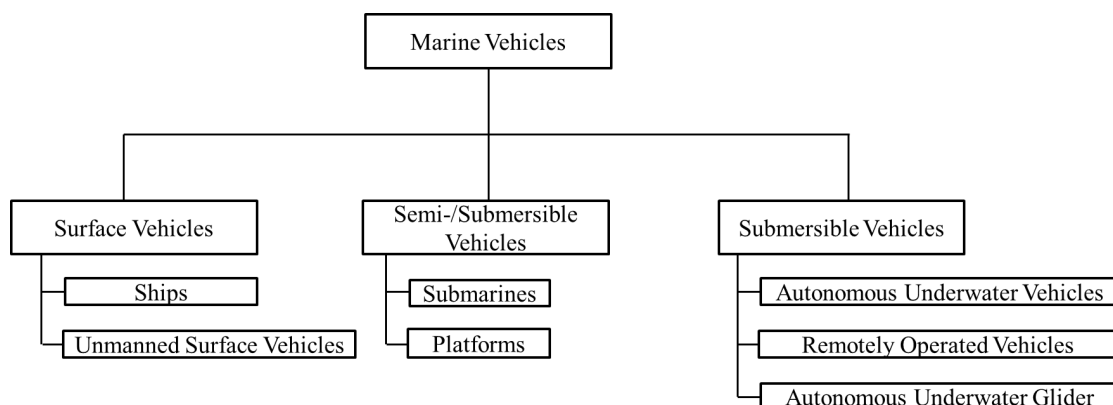 Marine Vehicles
Surface Vehicles
Semi-/Submersible
Vehicles
Submersible Vehicles
Ships
Unmanned Surface Vehicles
Submarines
Platforms
Autonomous Underwater Vehicles
Remotely Operated Vehicles
Autonomous Underwater Glider